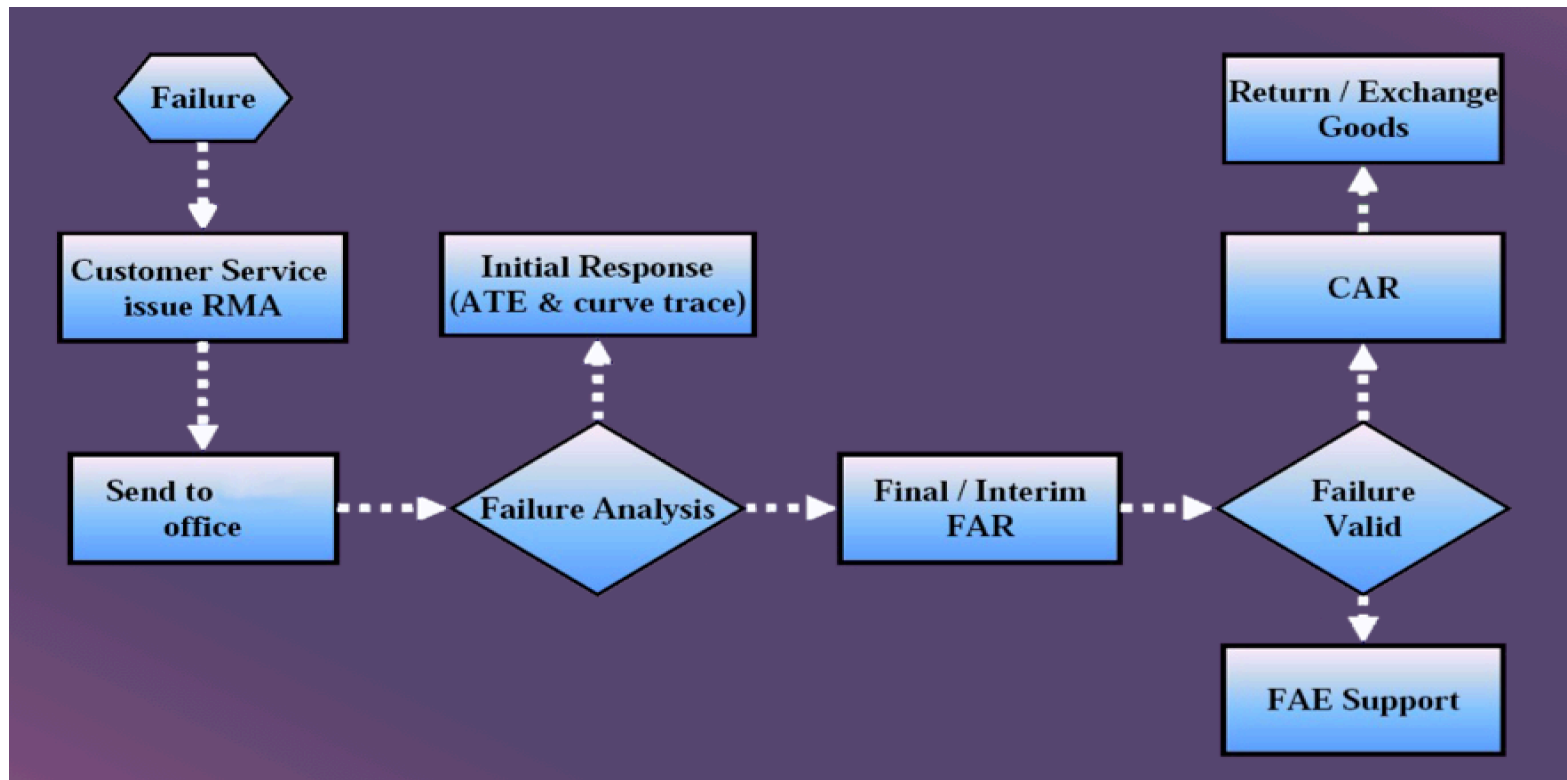 Failure
Customer Service
issue RMA
Send to
office
Initial Response
(ATE & curve trace)
Failure Analysis
Final / Interim
FAR
Failure
Valid
Return / Exchange
Goods
CAR
FAE Support